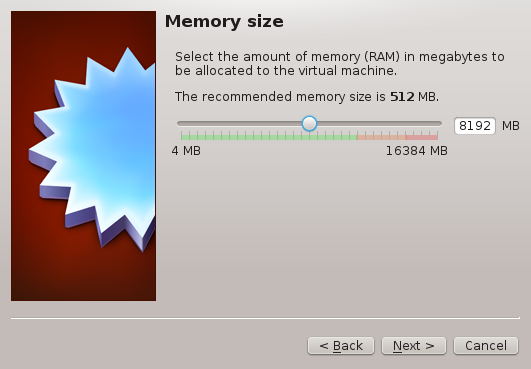 Memory size
Select the amount of memory (RAM) in megabytes to
be allocated to the virtual machine.
The recommended memory size is 512 MB.
8192 MB
4 MB 16384 MB
< Back Next > Cancel